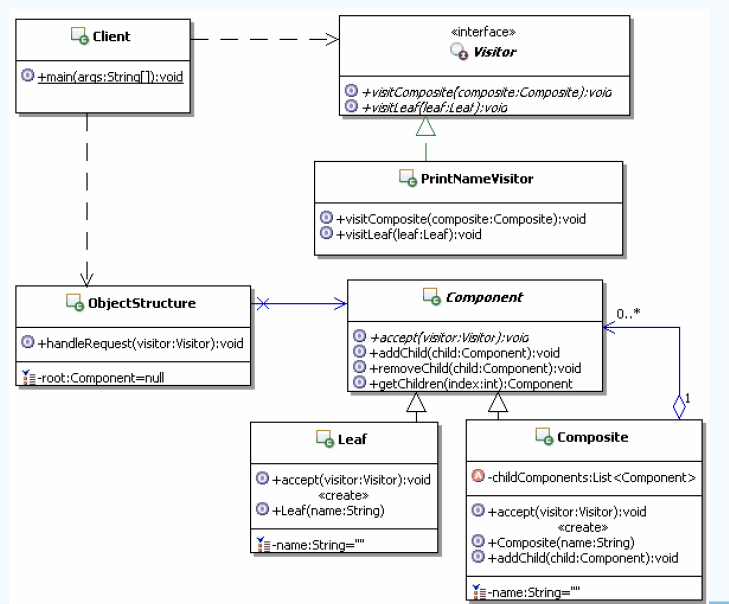 Client
+main(args:String[]):void
«interface»
Visitor
+visitComposite(composite:Composite):void
+visitLeaf(leaf:Leaf):void
PrintNameVisitor
+visitComposite(composite:Composite):void
+visitLeaf(leaf:Leaf):void
ObjectStructure
+handleRequest(visitor:Visitor):void
-root:Component=null
Component
+accept(visitor:Visitor):void
+addChild(child:Component):void
+removeChild(child:Component):void
+getChildren(index:int):Component
0..*
1
Leaf
+accept(visitor:Visitor):void
«create»
+Leaf(name:String)
-name:String=""
Composite
-childComponents:List<Component>
+accept(visitor:Visitor):void
«create»
+Composite(name:String)
+addChild(child:Component):void
-name:String=""